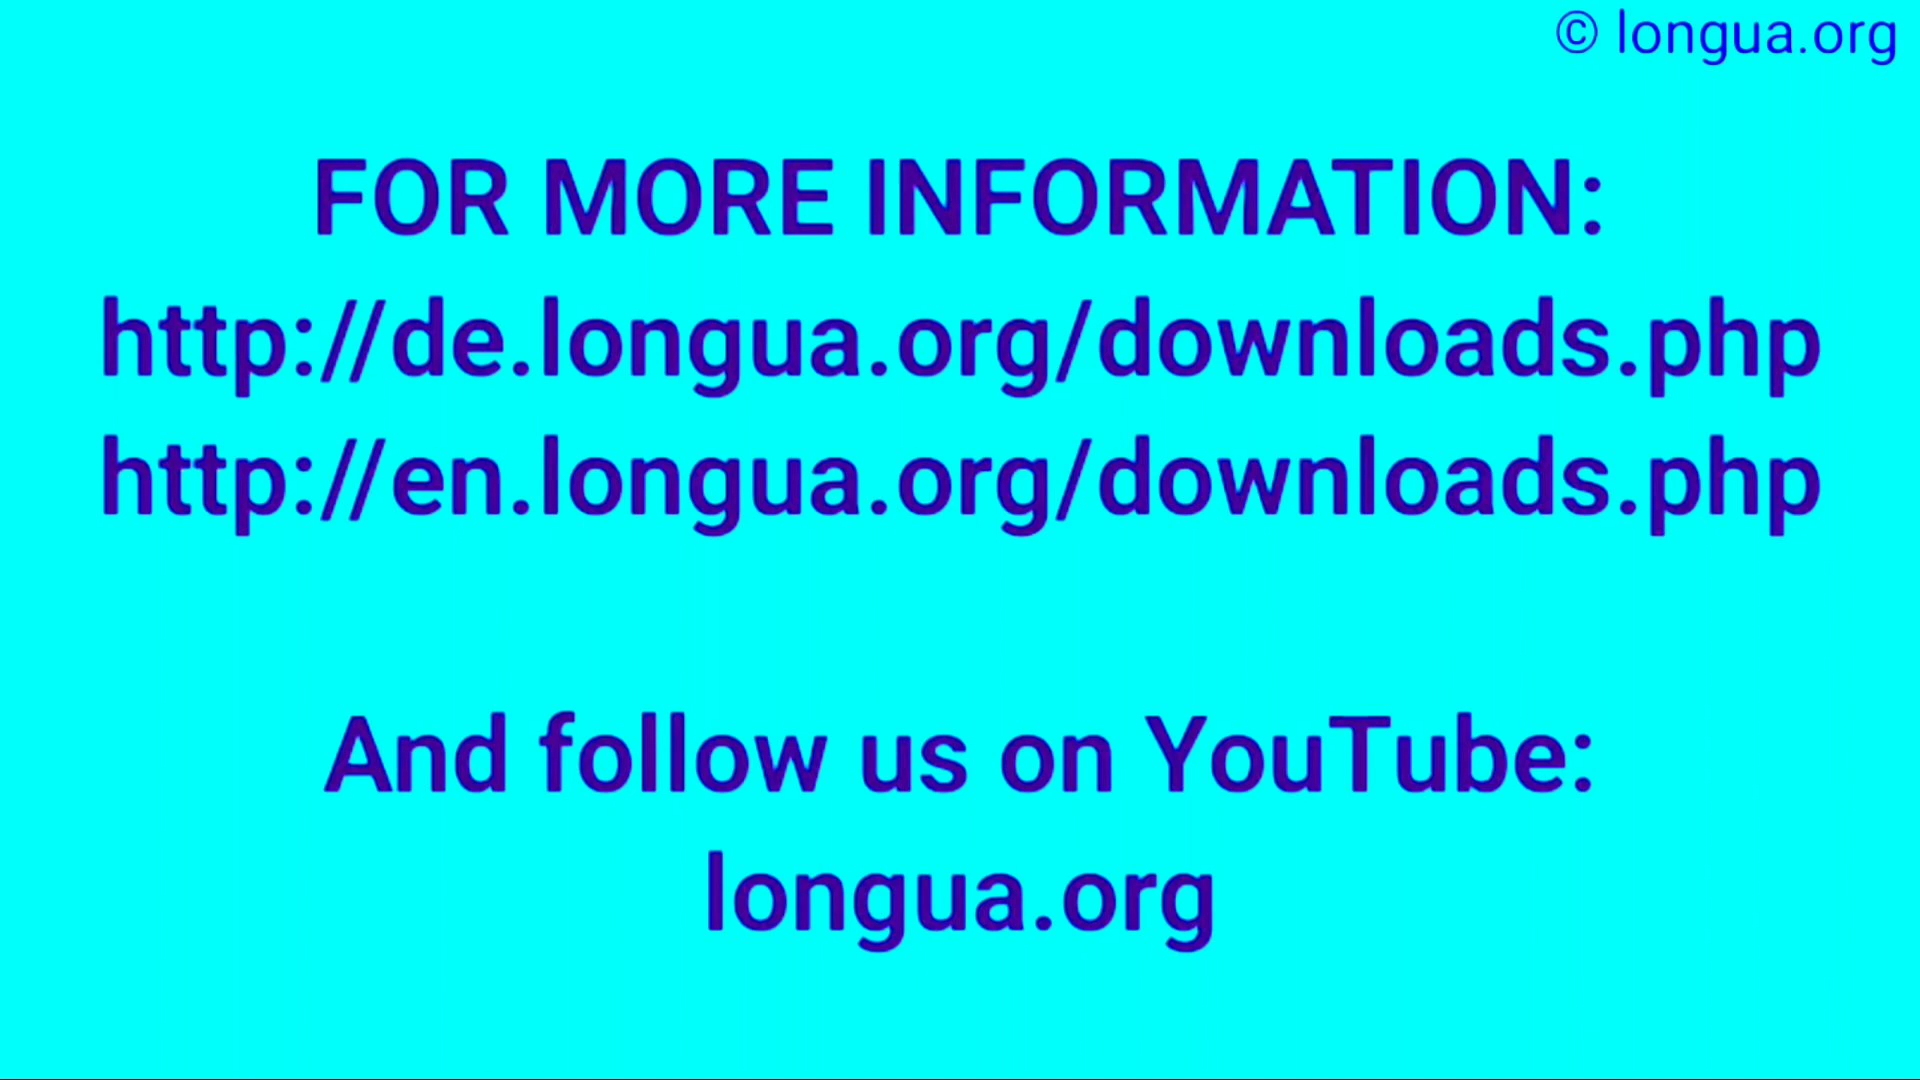 © longua.org
FOR MORE INFORMATION:
http://de.longua.org/downloads.php
http://en.longua.org/downloads.php
And follow us on YouTube:
longua.org